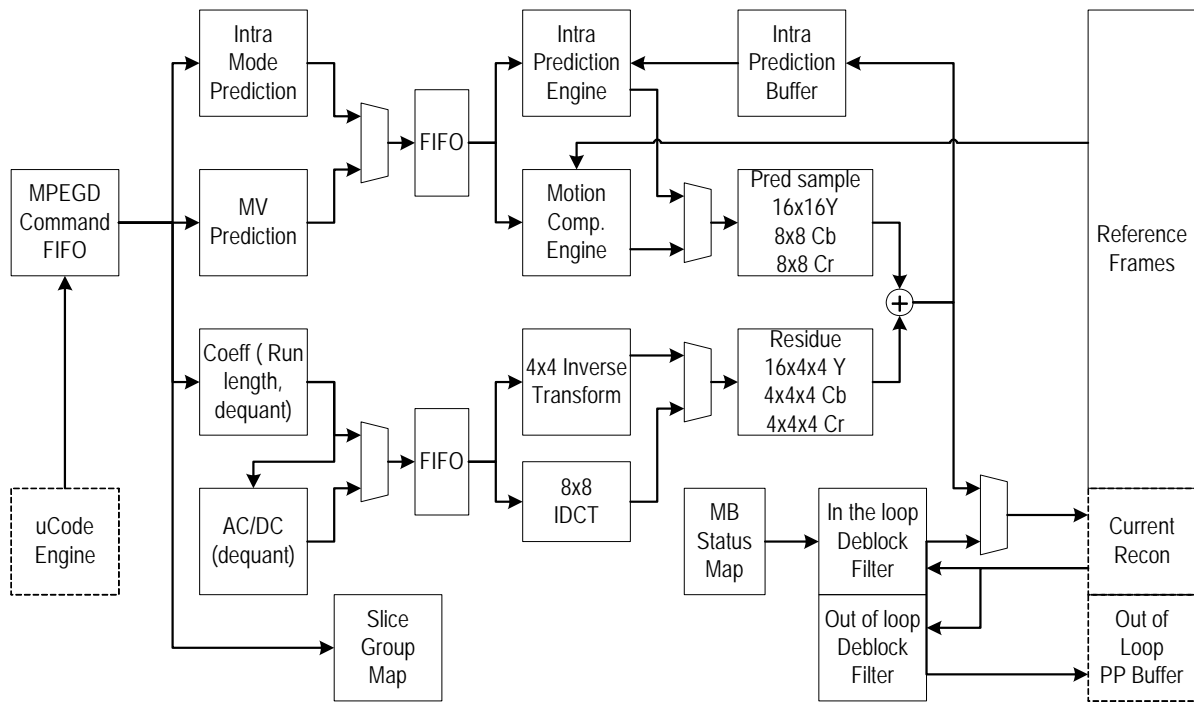 Intra
Mode
Prediction
Intra
Prediction
Engine
Intra
Prediction
Buffer
FIFO
MPEGD
Command
FIFO
MV
Prediction
Motion
Comp.
Engine
Pred sample
16x16Y
8x8 Cb
8x8 Cr
Reference
Frames
+
Coeff ( Run
length,
dequant)
4x4 Inverse
Transform
Residue
16x4x4 Y
4x4x4 Cb
4x4x4 Cr
FIFO
uCode
Engine
AC/DC
(dequant)
8x8
IDCT
MB
Status
Map
In the loop
Deblock
Filter
Current
Recon
Slice
Group
Map
Out of loop
Deblock
Filter
Out of
Loop
PP Buffer